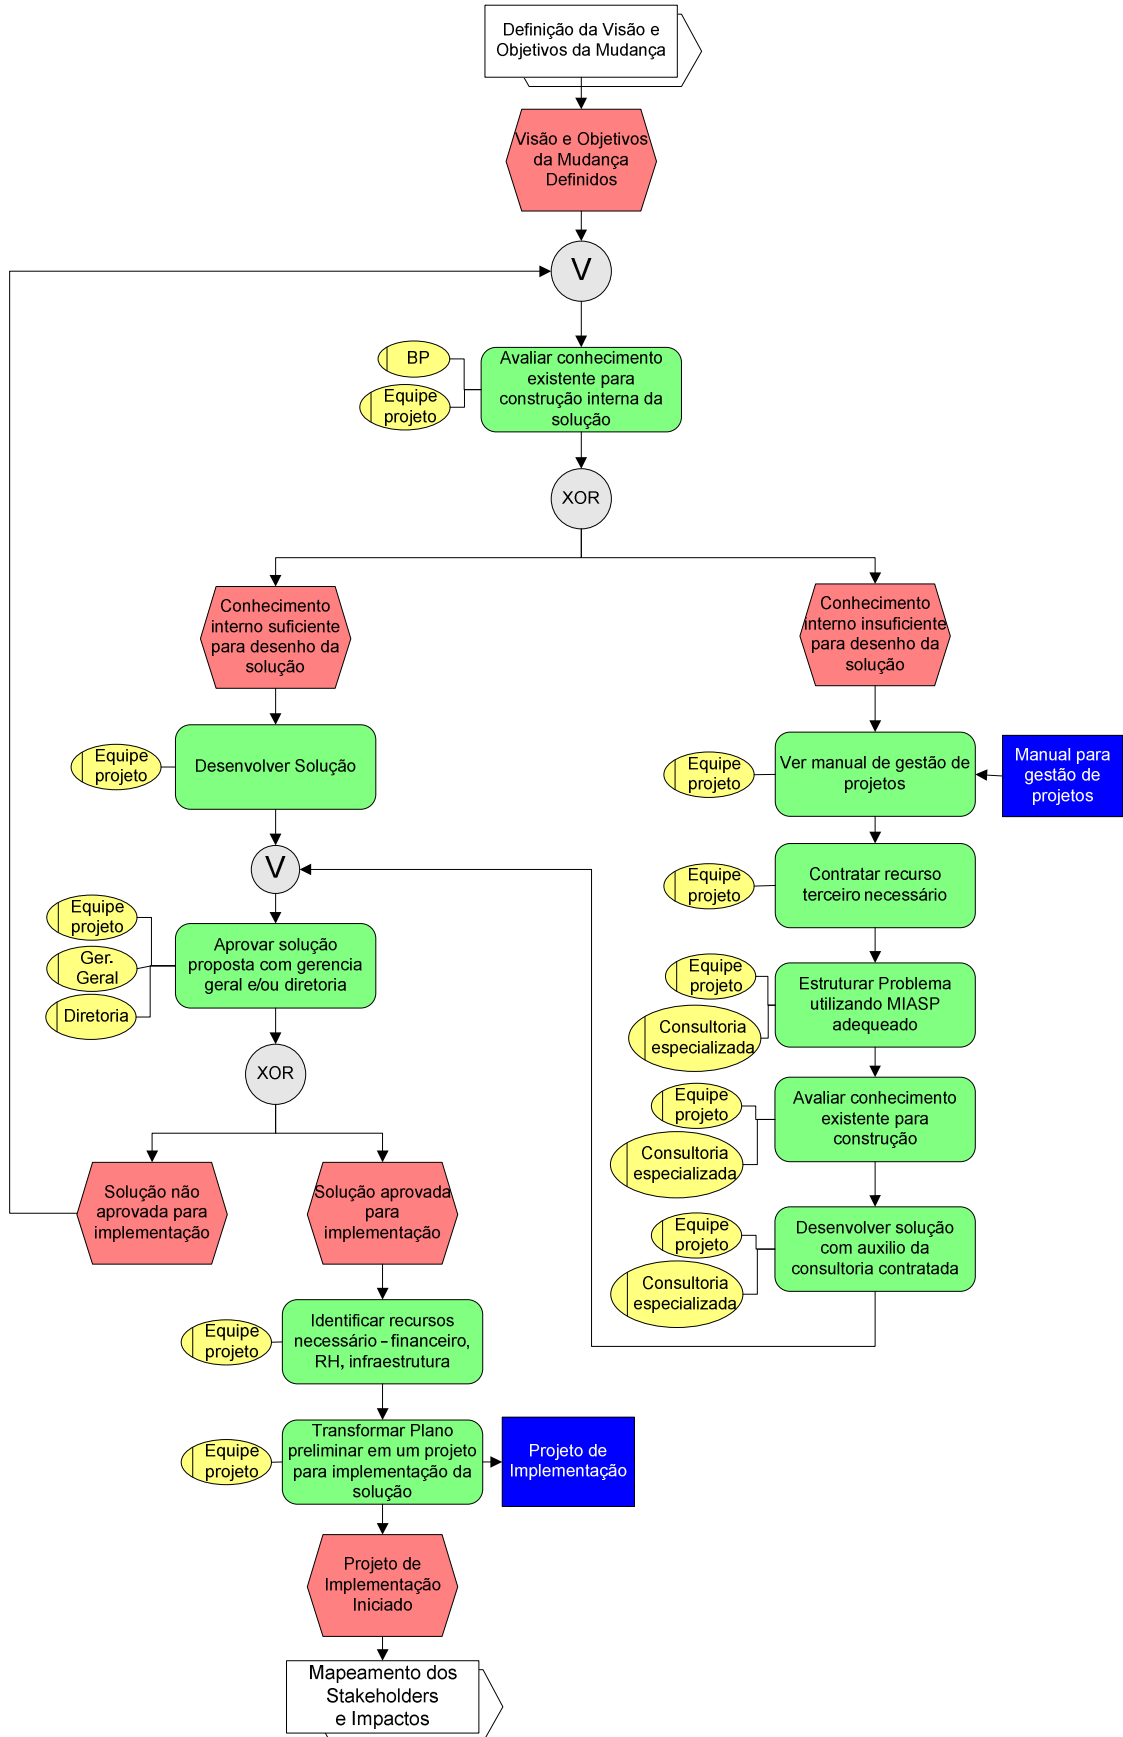 Definição da Visão e
Objetivos da Mudança
Visão e Objetivos
da Mudança
Definidos
V
BP
Equipe
projeto
Avaliar conhecimento
existente para
construção interna da
solução
XOR
Conhecimento
interno suficiente
para desenho da
solução
Conhecimento
interno insuficiente
para desenho da
solução
Equipe
projeto
Desenvolver Solução
Equipe
projeto
Ver manual de gestão de
projetos
Manual para
gestão de
projetos
V
Equipe
projeto
Contratar recurso
terceiro necessário
Equipe
projeto
Ger.
Geral
Diretoria
Aprovar solução
proposta com gerencia
geral e/ou diretoria
Equipe
projeto
Consultoria
especializada
Estruturar Problema
utilizando MIASP
adequeado
XOR
Equipe
projeto
Consultoria
especializada
Avaliar conhecimento
existente para
construção
Solução não
aprovada para
implementação
Solução aprovada
para
implementação
Equipe
projeto
Consultoria
especializada
Desenvolver solução
com auxilio da
consultoria contratada
Equipe
projeto
Identificar recursos
necessário – financeiro,
RH, infraestrutura
Equipe
projeto
Transformar Plano
preliminar em um projeto
para implementação da
solução
Projeto de
Implementação
Projeto de
Implementação
Iniciado
Mapeamento dos
Stakeholders
e Impactos